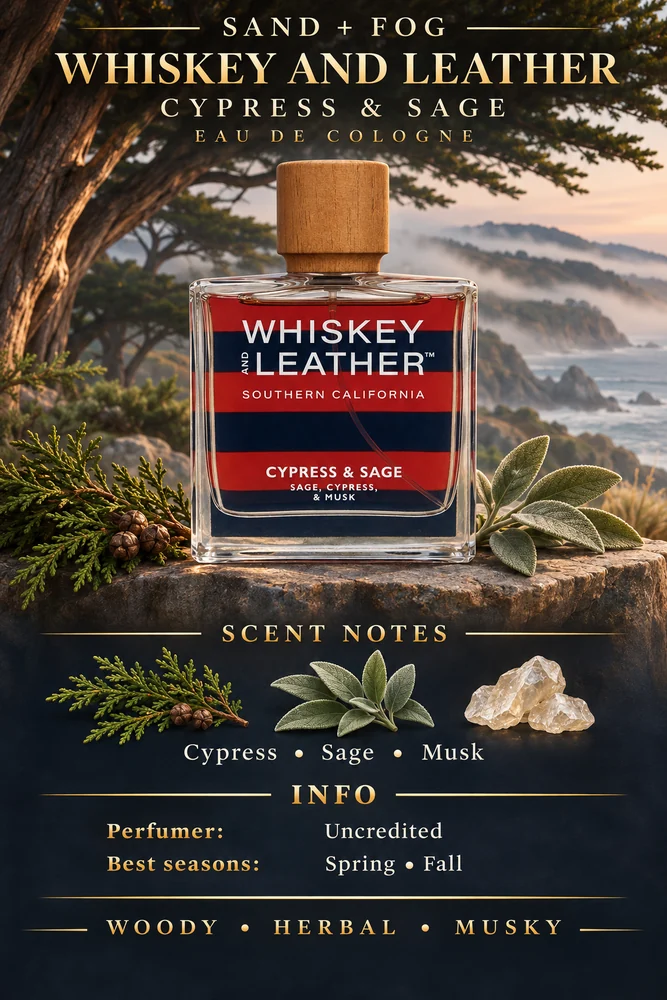 SAND + FOG
WHISKEY AND LEATHER
CYPRESS & SAGE
EAU DE COLOGNE
WHISKEY
AND LEATHER™
SOUTHERN CALIFORNIA
CYPRESS & SAGE
SAGE, CYPRESS,
& MUSK
SCENT NOTES
Cypress • Sage • Musk
INFO
Perfumer: Uncredited
Best seasons: Spring • Fall
WOODY • HERBAL • MUSKY